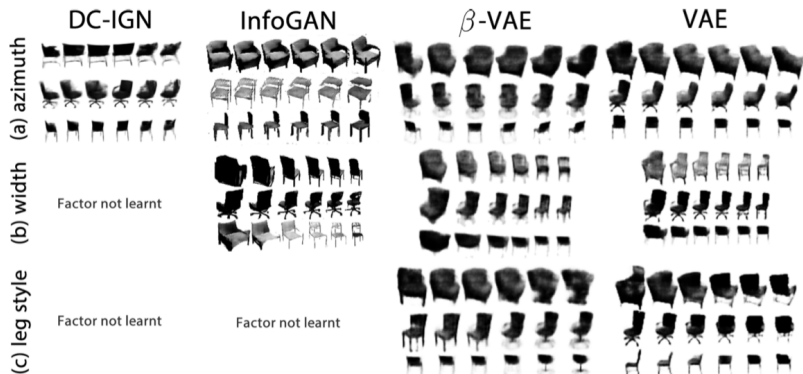 DC-IGN InfoGAN β-VAE VAE
(a) azimuth
(b) width
Factor not learnt
(c) leg style
Factor not learnt Factor not learnt